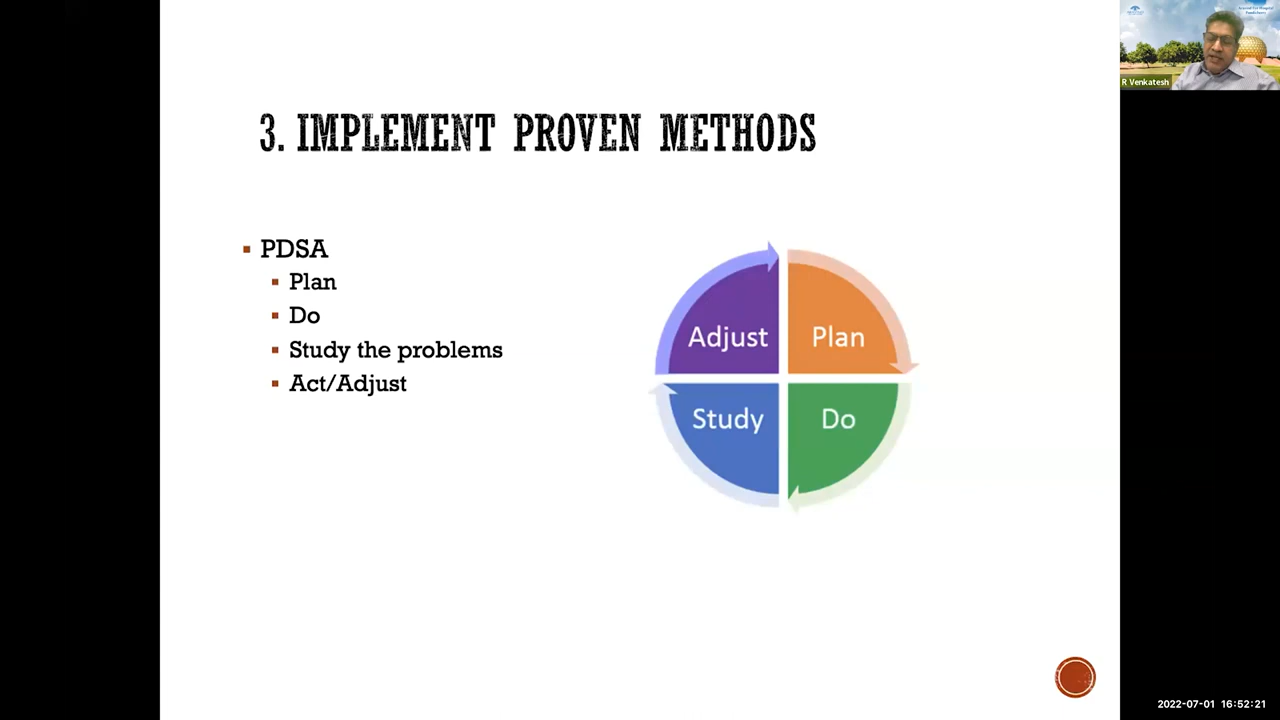 3. IMPLEMENT PROVEN METHODS
PDSA
Plan
Do
Study the problems
Act/Adjust
Adjust
Plan
Study
Do
R Venkatesh
2022-07-01 16:52:21